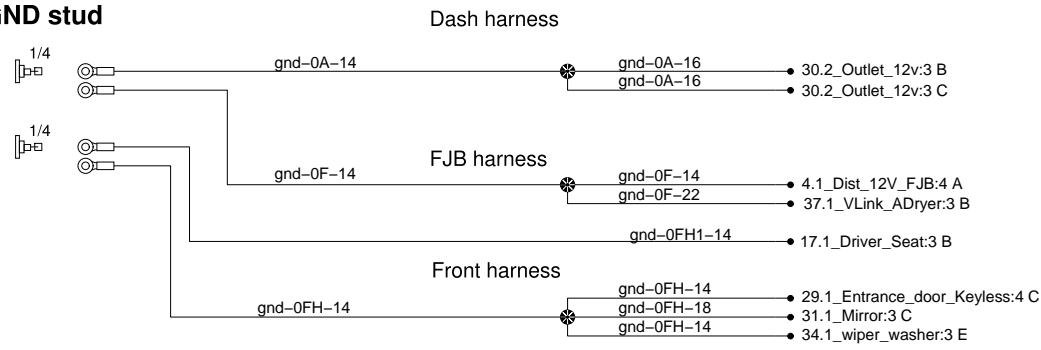 GND stud
Dash harness
1/4
gnd-0A-14
gnd-0A-16
30.2_Outlet_12v:3 B
gnd-0A-16
30.2_Outlet_12v:3 C
1/4
FJB harness
gnd-0F-14
gnd-0F-14
4.1_Dist_12V_FJB:4 A
gnd-0F-22
37.1_VLink_ADryer:3 B
gnd-0FH1-14
17.1_Driver_Seat:3 B
Front harness
gnd-0FH-14
29.1_Entrance_door_Keyless:4 C
gnd-0FH-14
gnd-0FH-18
31.1_Mirror:3 C
gnd-0FH-14
34.1_wiper_washer:3 E